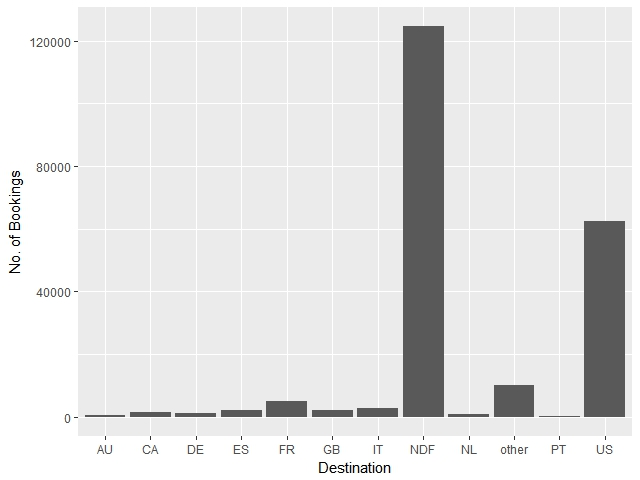 120000
80000
40000
0
No. of Bookings
AU CA DE ES FR GB IT NDF NL other PT US
Destination